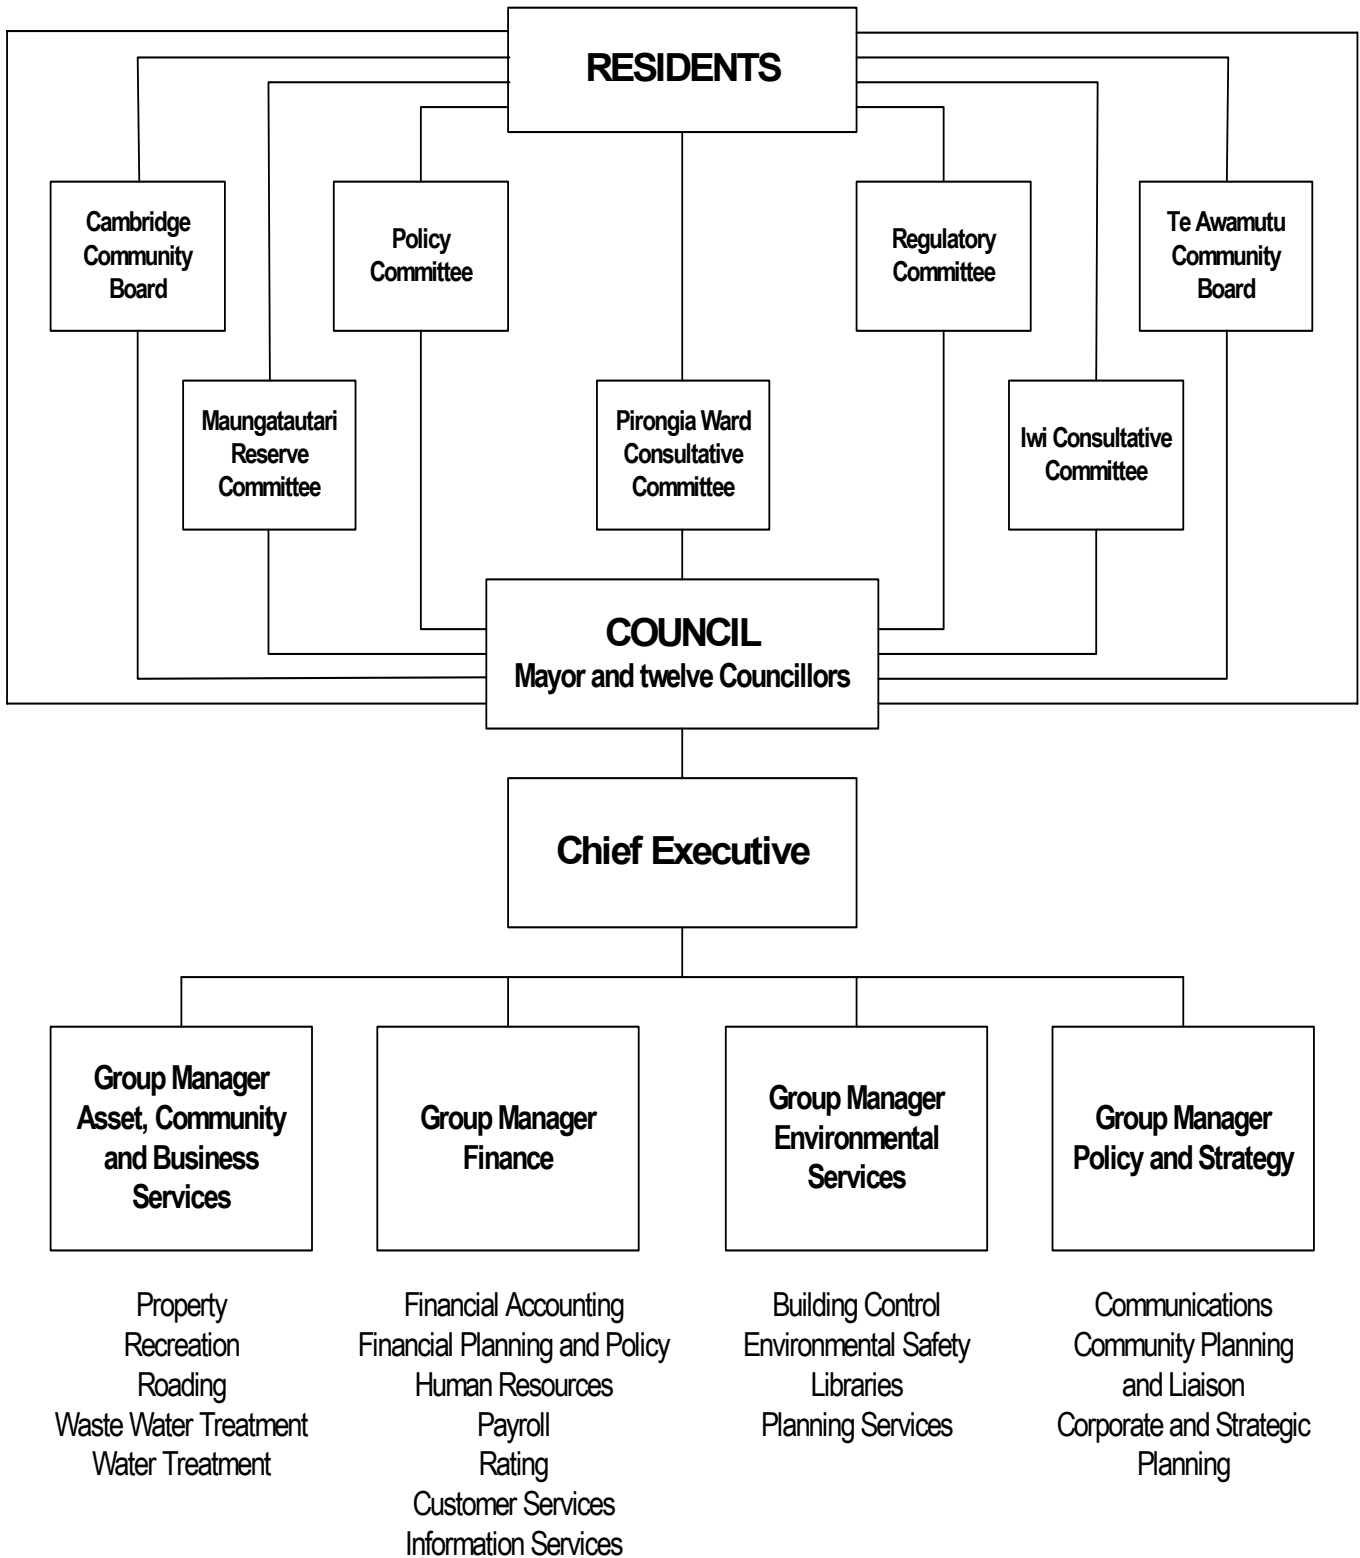 RESIDENTS
Cambridge
Community
Board
Policy
Committee
Regulatory
Committee
Te Awamutu
Community
Board
Maungatautari
Reserve
Committee
Pirongia Ward
Consultative
Committee
Iwi Consultative
Committee
COUNCIL
Mayor and twelve Councillors
Chief Executive
Group Manager
Asset, Community
and Business
Services
Group Manager
Finance
Group Manager
Environmental
Services
Group Manager
Policy and Strategy
Property
Recreation
Roading
Waste Water Treatment
Water Treatment
Financial Accounting
Financial Planning and Policy
Human Resources
Payroll
Rating
Customer Services
Information Services
Building Control
Environmental Safety
Libraries
Planning Services
Communications
Community Planning
and Liaison
Corporate and Strategic
Planning